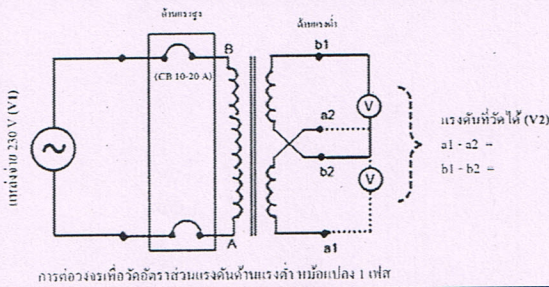 ด้านแรงสูง
ด้านแรงต่ำ
b1
B
(CB 10-20 A)
V
a2
แรงดันที่วัดได้ (V2)
แหล่งจ่าย 230 V (V1)
a1 - a2 =
b2
b1 - b2 =
V
A
a1
การต่อวงจรเพื่อวัดอัตราส่วนแรงดันด้านแรงต่ำ หม้อแปลง 1 เฟส